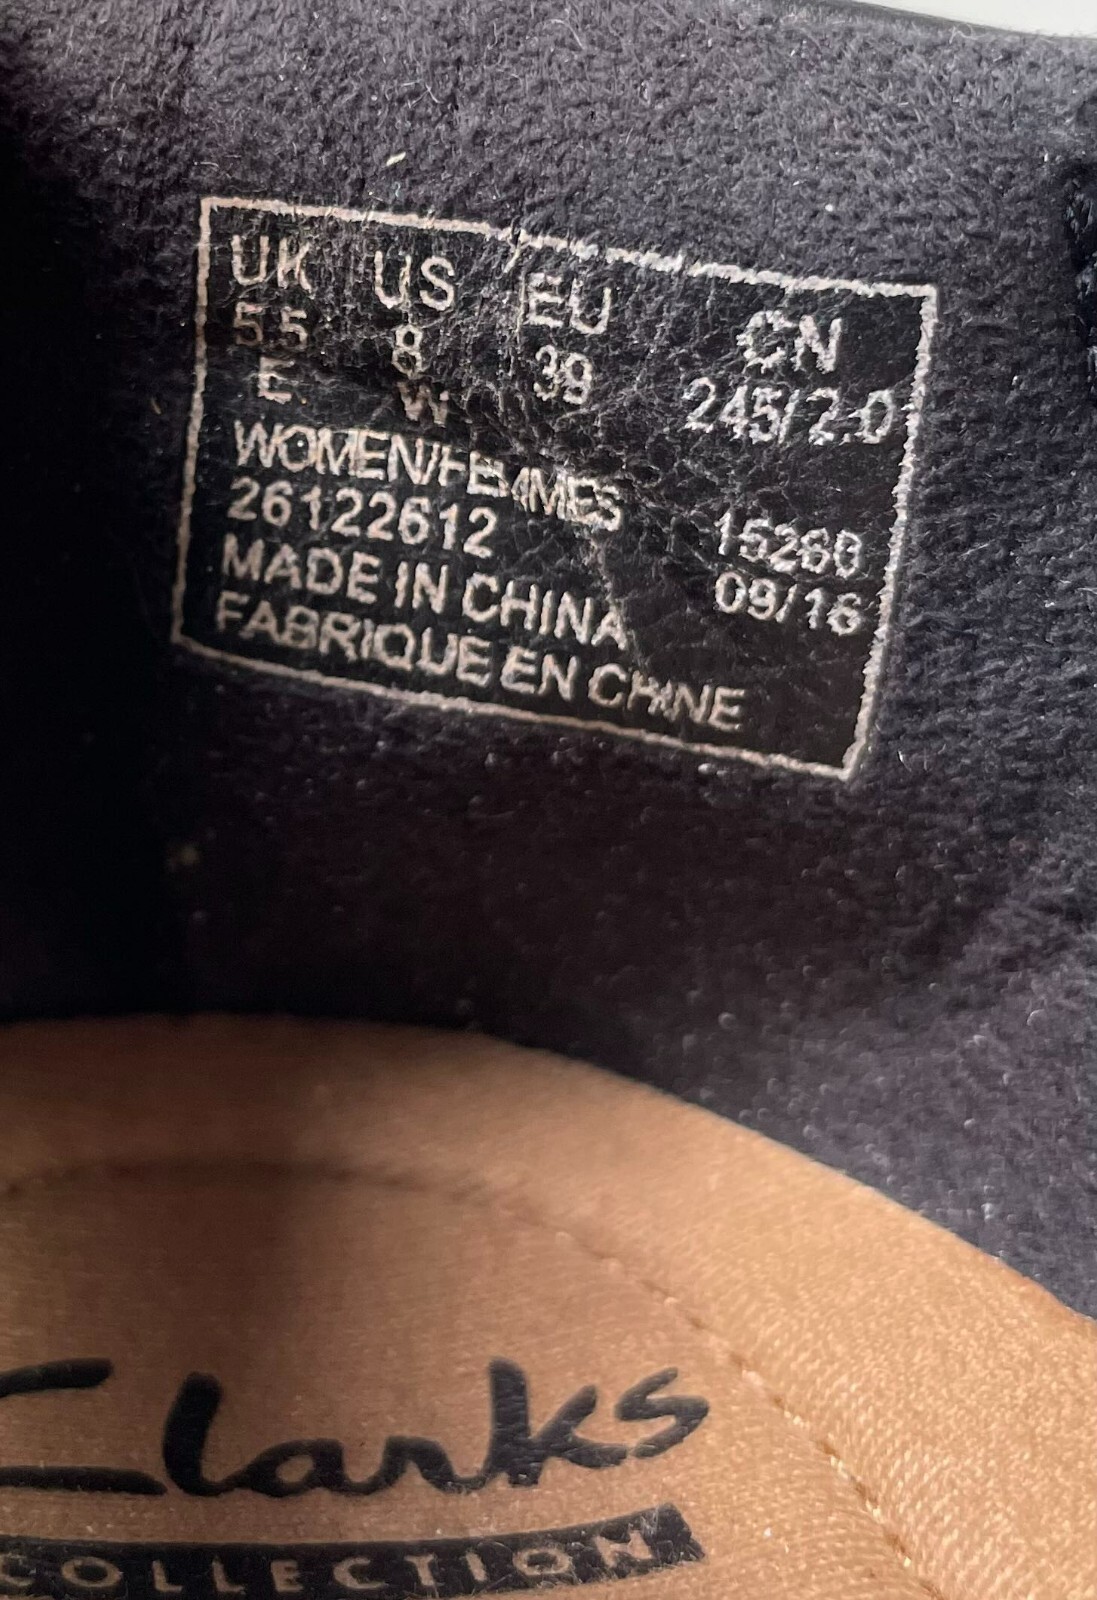 UK US EU CN
5.5 8 39 245/2.0
E W
WOMEN/FEMMES
26122612 15260
MADE IN CHINA 09/16
FABRIQUE EN CHINE
Clarks
COLLECTION